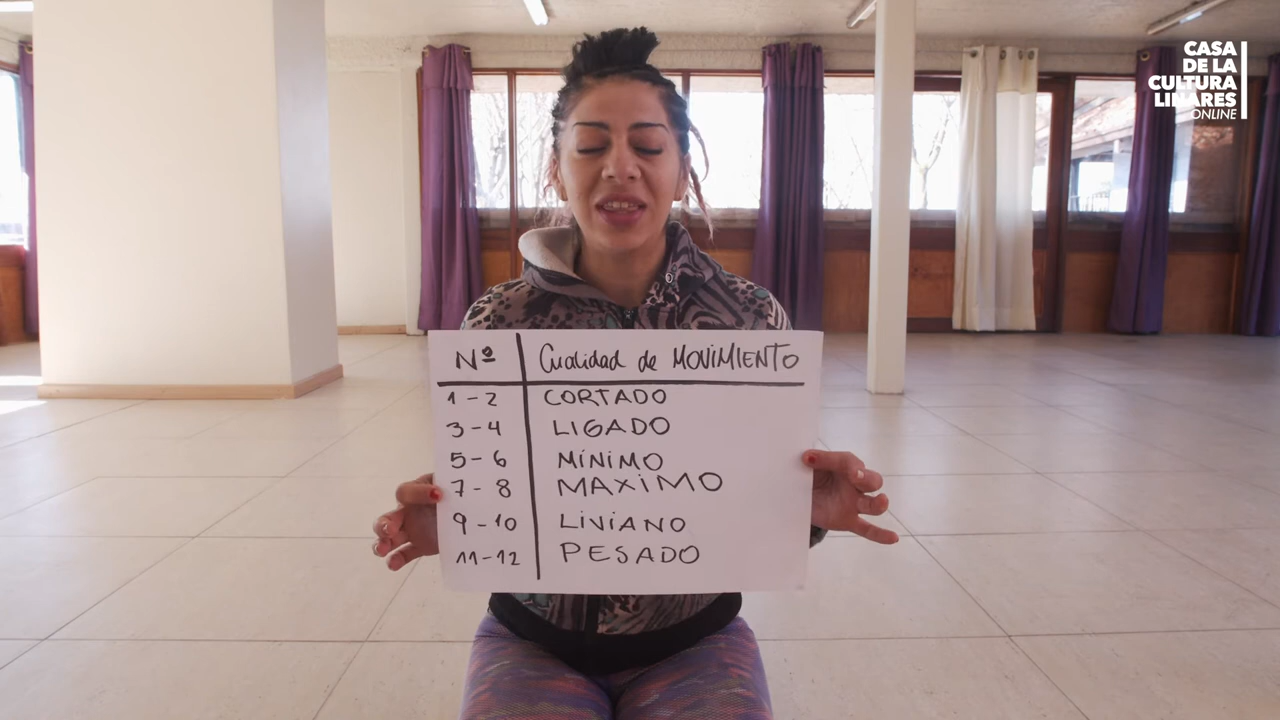 CASA
DE LA
CULTURA
LINARES
ONLINE
Nº Cualidad de MOVIMIENTO
1-2 CORTADO
3-4 LIGADO
5-6 MÍNIMO
7-8 MAXIMO
9-10 LIVIANO
11-12 PESADO